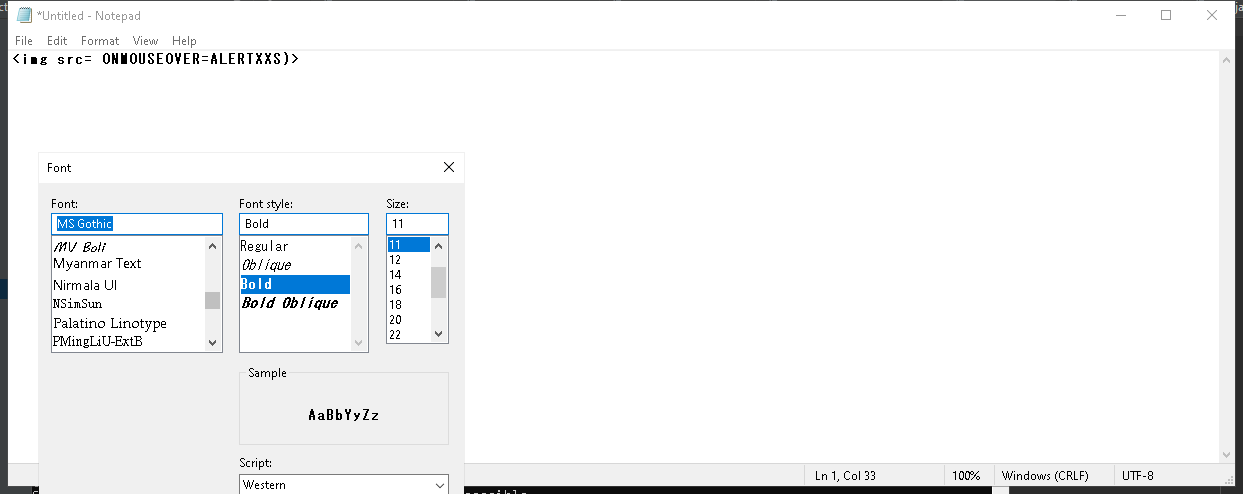 *Untitled - Notepad
File Edit Format View Help
<img src= ONMOUSEOVER=ALERTXXS)>
Font
Font: Font style: Size:
MS Gothic Bold 11
MV Boli Regular 11
Myanmar Text Oblique 12
Nirmala UI Bold 14
NSimSun Bold Oblique 16
Palatino Linotype 18
PMingLiU-ExtB 20
22
Sample
AaBbYyZz
Script:
Western
Ln 1, Col 33 100% Windows (CRLF) UTF-8